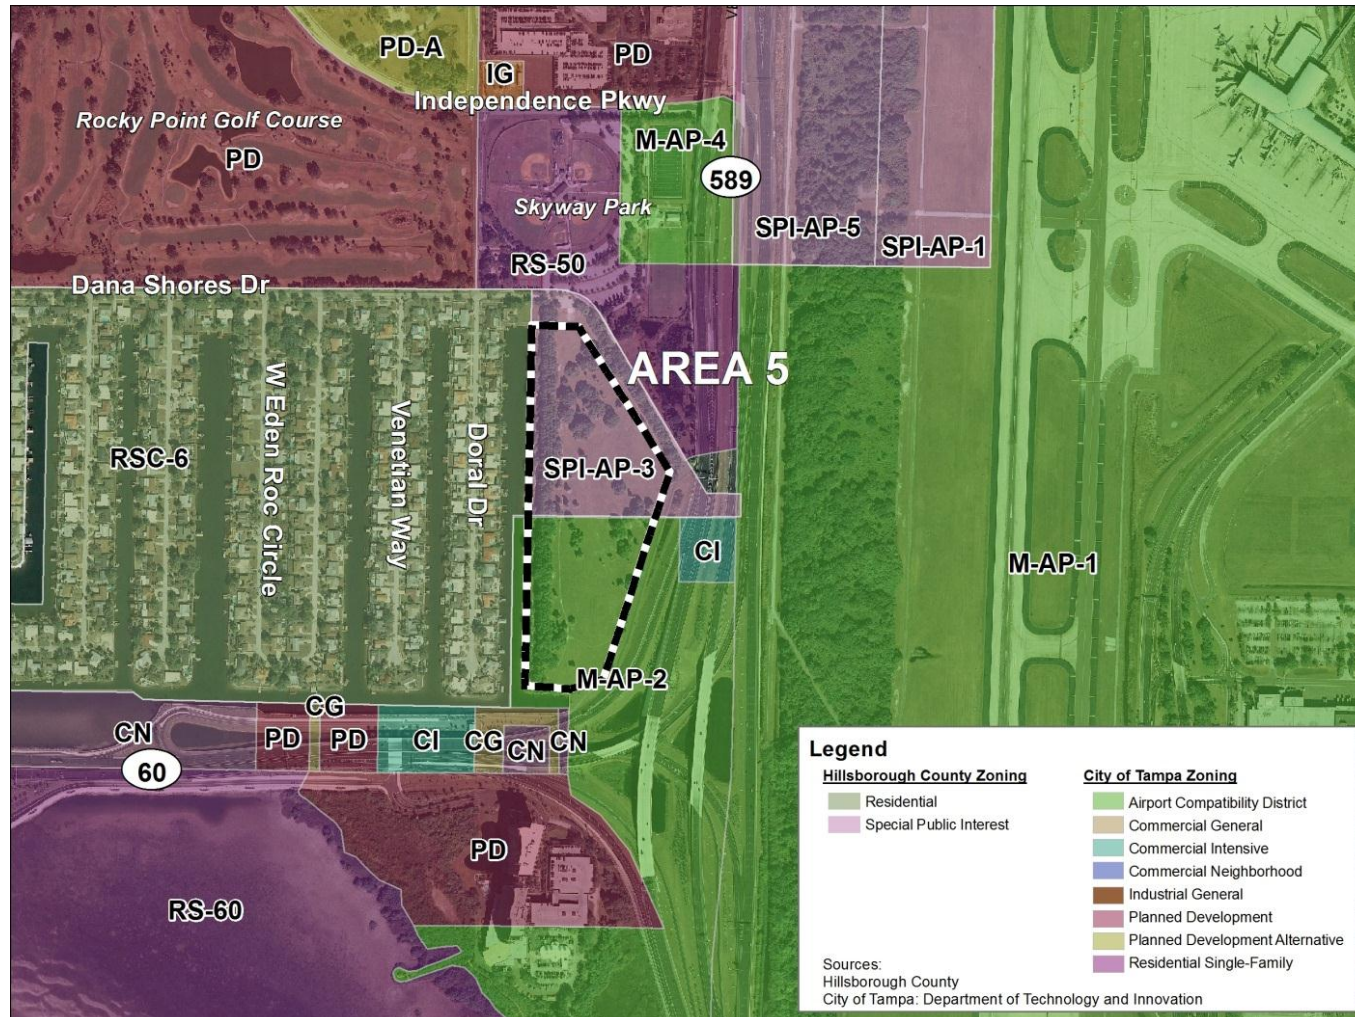 PD-A
PD
IG
Independence Pkwy
Rocky Point Golf Course
PD
M-AP-4
589
Skyway Park
SPI-AP-5
SPI-AP-1
RS-50
Dana Shores Dr
AREA 5
W Eden Roc Circle
Venetian Way
Doral Dr
RSC-6
SPI-AP-3
CI
M-AP-1
M-AP-2
CG
CN
PD
PD
CI
CG
CN
CN
60
PD
RS-60
Legend
Hillsborough County Zoning
Residential
Special Public Interest
City of Tampa Zoning
Airport Compatibility District
Commercial General
Commercial Intensive
Commercial Neighborhood
Industrial General
Planned Development
Planned Development Alternative
Residential Single-Family
Sources:
Hillsborough County
City of Tampa: Department of Technology and Innovation